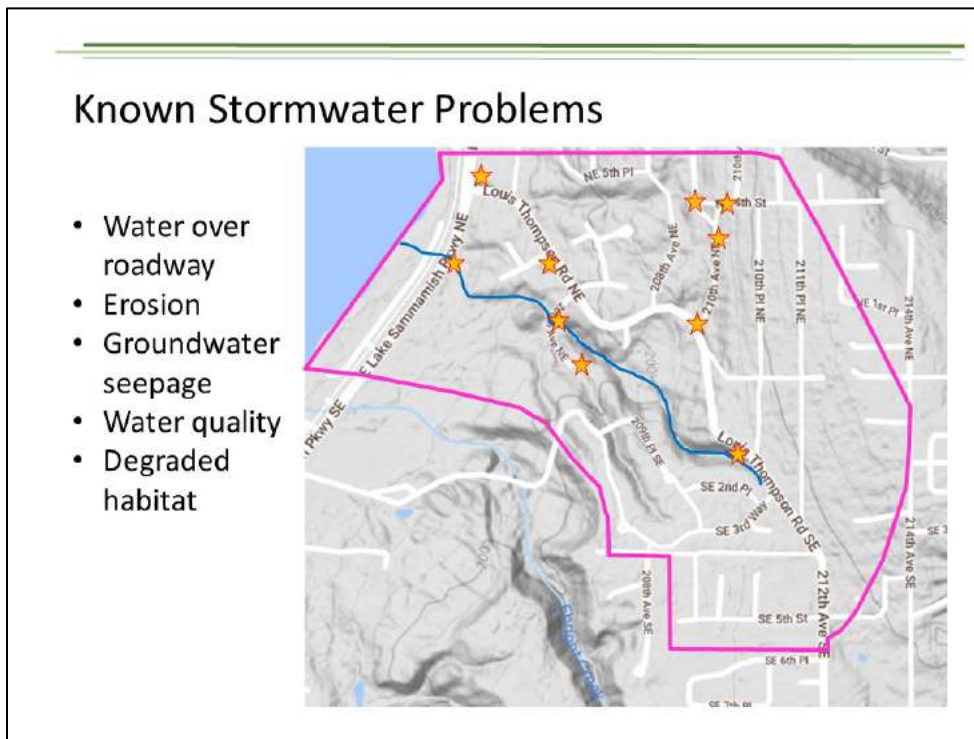 Known Stormwater Problems
• Water over
roadway
• Erosion
• Groundwater
seepage
• Water quality
• Degraded
habitat
NE 5th Pl
Louis Thompson Rd NE
E Lake Sammamish Pkwy NE
Pkwy SE
208th Ave NE
210th Ave NE
210th Pl NE
211th Pl NE
214th Ave NE
NE 1st Pl
200
209th Pl SE
SE 2nd Pl
SE 3rd Way
Louis Thompson Rd SE
212th Ave SE
214th Ave SE
208th Ave SE
SE 5th St
SE 6th Pl
200